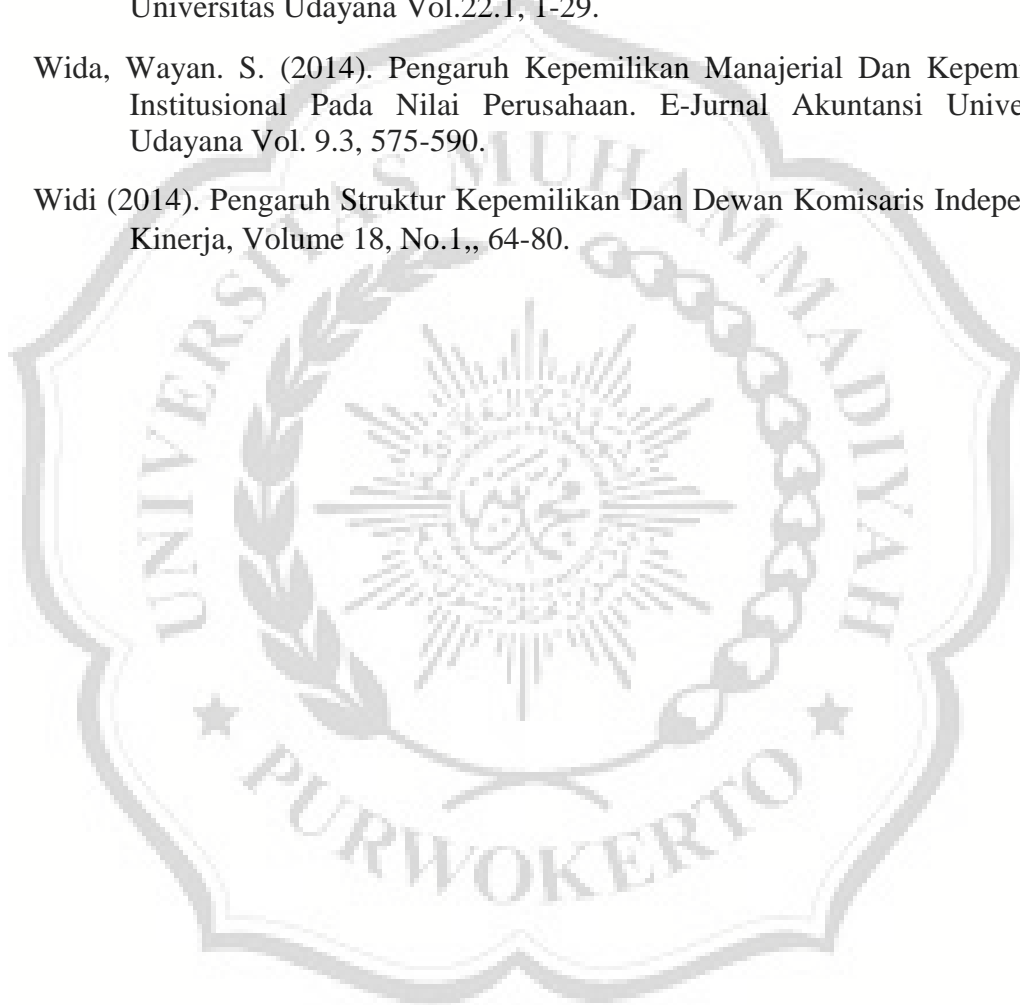 Universitas Udayana Vol.22.1, 1-29.
Wida, Wayan. S. (2014). Pengaruh Kepemilikan Manajerial Dan Kepem
Institusional Pada Nilai Perusahaan. E-Jurnal Akuntansi Unive
Udayana Vol. 9.3, 575-590.
Widi (2014). Pengaruh Struktur Kepemilikan Dan Dewan Komisaris Indepe
Kinerja, Volume 18, No.1,, 64-80.
UNIVERSITAS MUHAMMADIYAH
PURWOKERTO